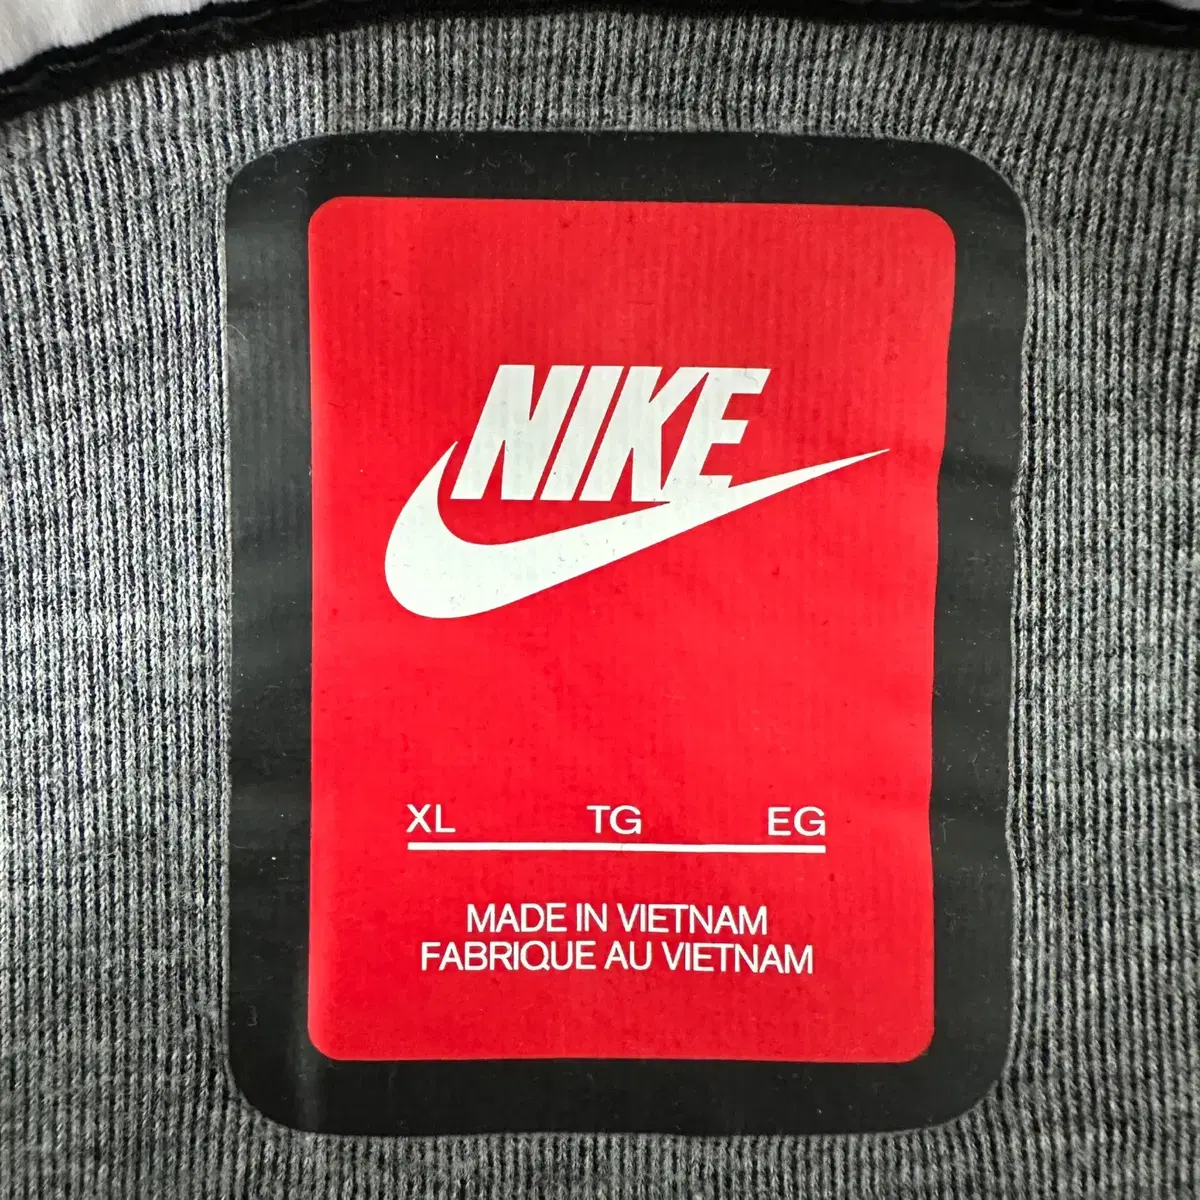 NIKE
XL TG EG
MADE IN VIETNAM
FABRIQUE AU VIETNAM